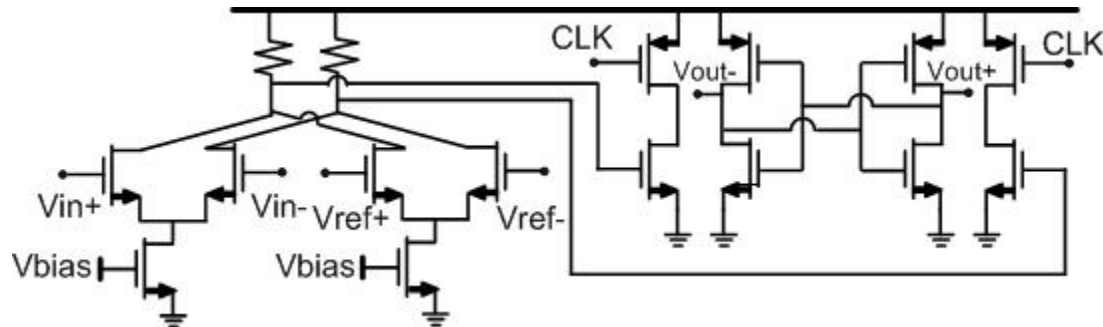 CLK
CLK
Vout-
Vout+
Vin+
Vin-
Vref+
Vref-
Vbias
Vbias